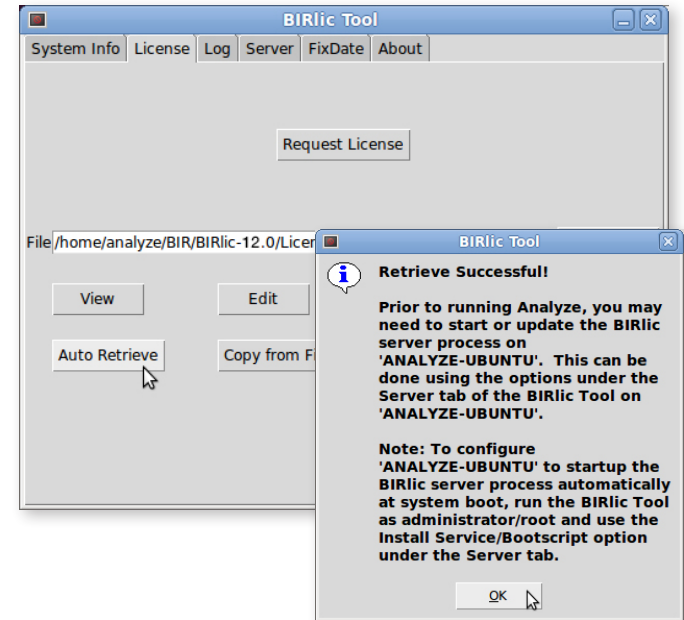 BIRlic Tool
System Info License Log Server FixDate About
Request License
File /home/analyze/BIR/BIRlic-12.0/Licer
View Edit
Auto Retrieve Copy from Fi
BIRlic Tool
Retrieve Successful!
Prior to running Analyze, you may
need to start or update the BIRlic
server process on
'ANALYZE-UBUNTU'. This can be
done using the options under the
Server tab of the BIRlic Tool on
'ANALYZE-UBUNTU'.
Note: To configure
'ANALYZE-UBUNTU' to startup the
BIRlic server process automatically
at system boot, run the BIRlic Tool
as administrator/root and use the
Install Service/Bootscript option
under the Server tab.
OK